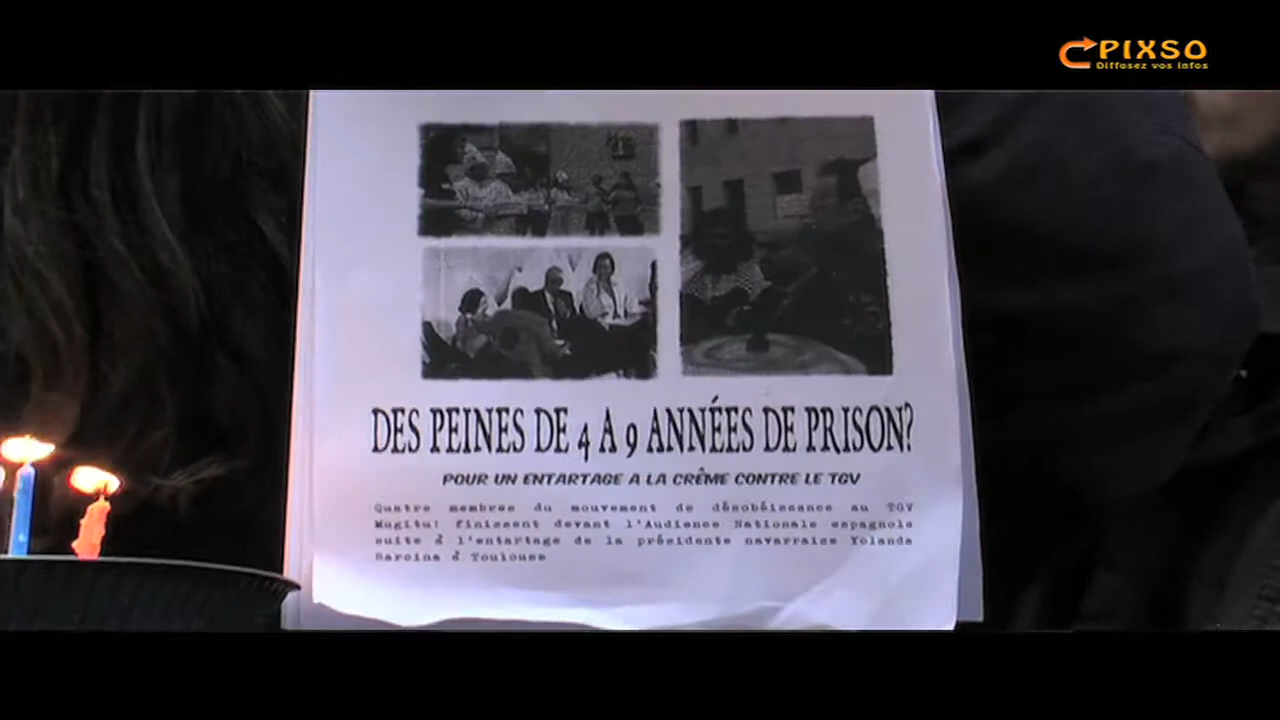 PIXSO
Diffusez vos infos
DES PEINES DE 4 A 9 ANNÉES DE PRISON?
POUR UN ENTARTAGE A LA CRÊME CONTRE LE TGV
Quatre membres du mouvement de désobéissance au TGV
Mugitu! finissent devant l'Audience Nationale espagnole
suite à l'entartage de la présidente navarraise Yolanda
Barcina à Toulouse